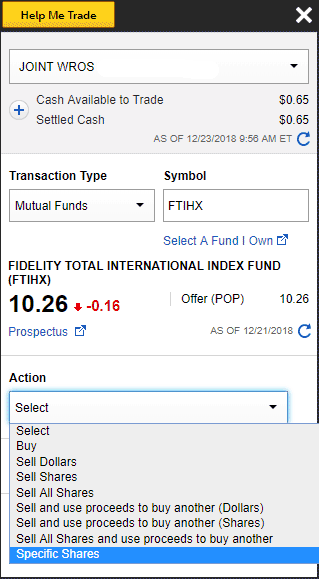 Help Me Trade
JOINT WROS
Cash Available to Trade $0.65
Settled Cash $0.65
AS OF 12/23/2018 9:56 AM ET
Transaction Type Symbol
Mutual Funds FTIHX
Select A Fund I Own
FIDELITY TOTAL INTERNATIONAL INDEX FUND
(FTIHX)
10.26 -0.16 Offer (POP) 10.26
Prospectus AS OF 12/21/2018
Action
Select
Select
Buy
Sell Dollars
Sell Shares
Sell All Shares
Sell and use proceeds to buy another (Dollars)
Sell and use proceeds to buy another (Shares)
Sell All Shares and use proceeds to buy another
Specific Shares